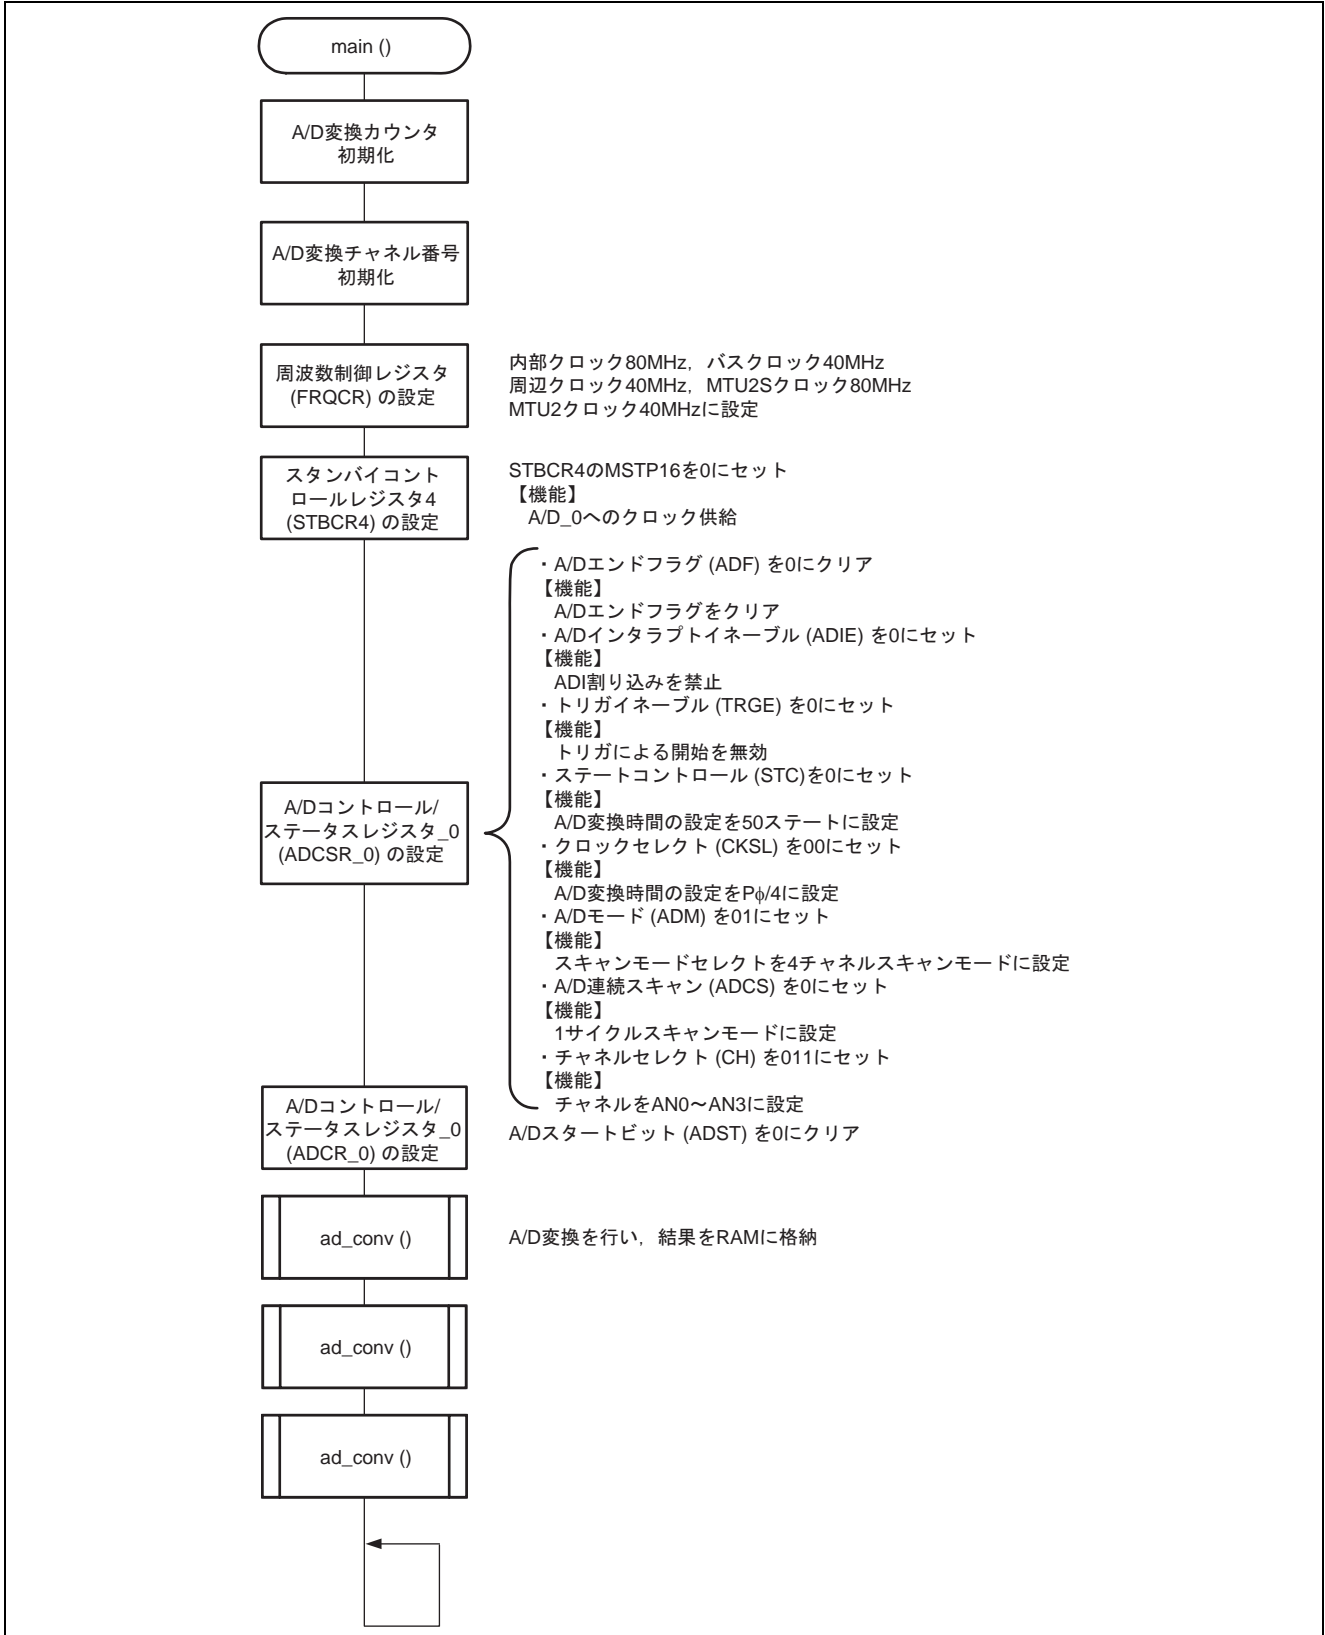 main ()
A/D変換カウンタ
初期化
A/D変換チャネル番号
初期化
周波数制御レジスタ
(FRQCR) の設定
内部クロック80MHz，バスクロック40MHz
周辺クロック40MHz，MTU2Sクロック80MHz
MTU2クロック40MHzに設定
スタンバイコント
ロールレジスタ4
(STBCR4) の設定
STBCR4のMSTP16を0にセット
【機能】
A/D_0へのクロック供給
A/Dコントロール/
ステータスレジスタ_0
(ADCSR_0) の設定
・A/Dエンドフラグ (ADF) を0にクリア
【機能】
A/Dエンドフラグをクリア
・A/Dインタラプトイネーブル (ADIE) を0にセット
【機能】
ADI割り込みを禁止
・トリガイネーブル (TRGE) を0にセット
【機能】
トリガによる開始を無効
・ステートコントロール (STC)を0にセット
【機能】
A/D変換時間の設定を50ステートに設定
・クロックセレクト (CKSL) を00にセット
【機能】
A/D変換時間の設定をPφ/4に設定
・A/Dモード (ADM) を01にセット
【機能】
スキャンモードセレクトを4チャネルスキャンモードに設定
・A/D連続スキャン (ADCS) を0にセット
【機能】
1サイクルスキャンモードに設定
・チャネルセレクト (CH) を011にセット
【機能】
チャネルをAN0～AN3に設定
A/Dコントロール/
ステータスレジスタ_0
(ADCR_0) の設定
A/Dスタートビット (ADST) を0にクリア
ad_conv ()
A/D変換を行い，結果をRAMに格納
ad_conv ()
ad_conv ()